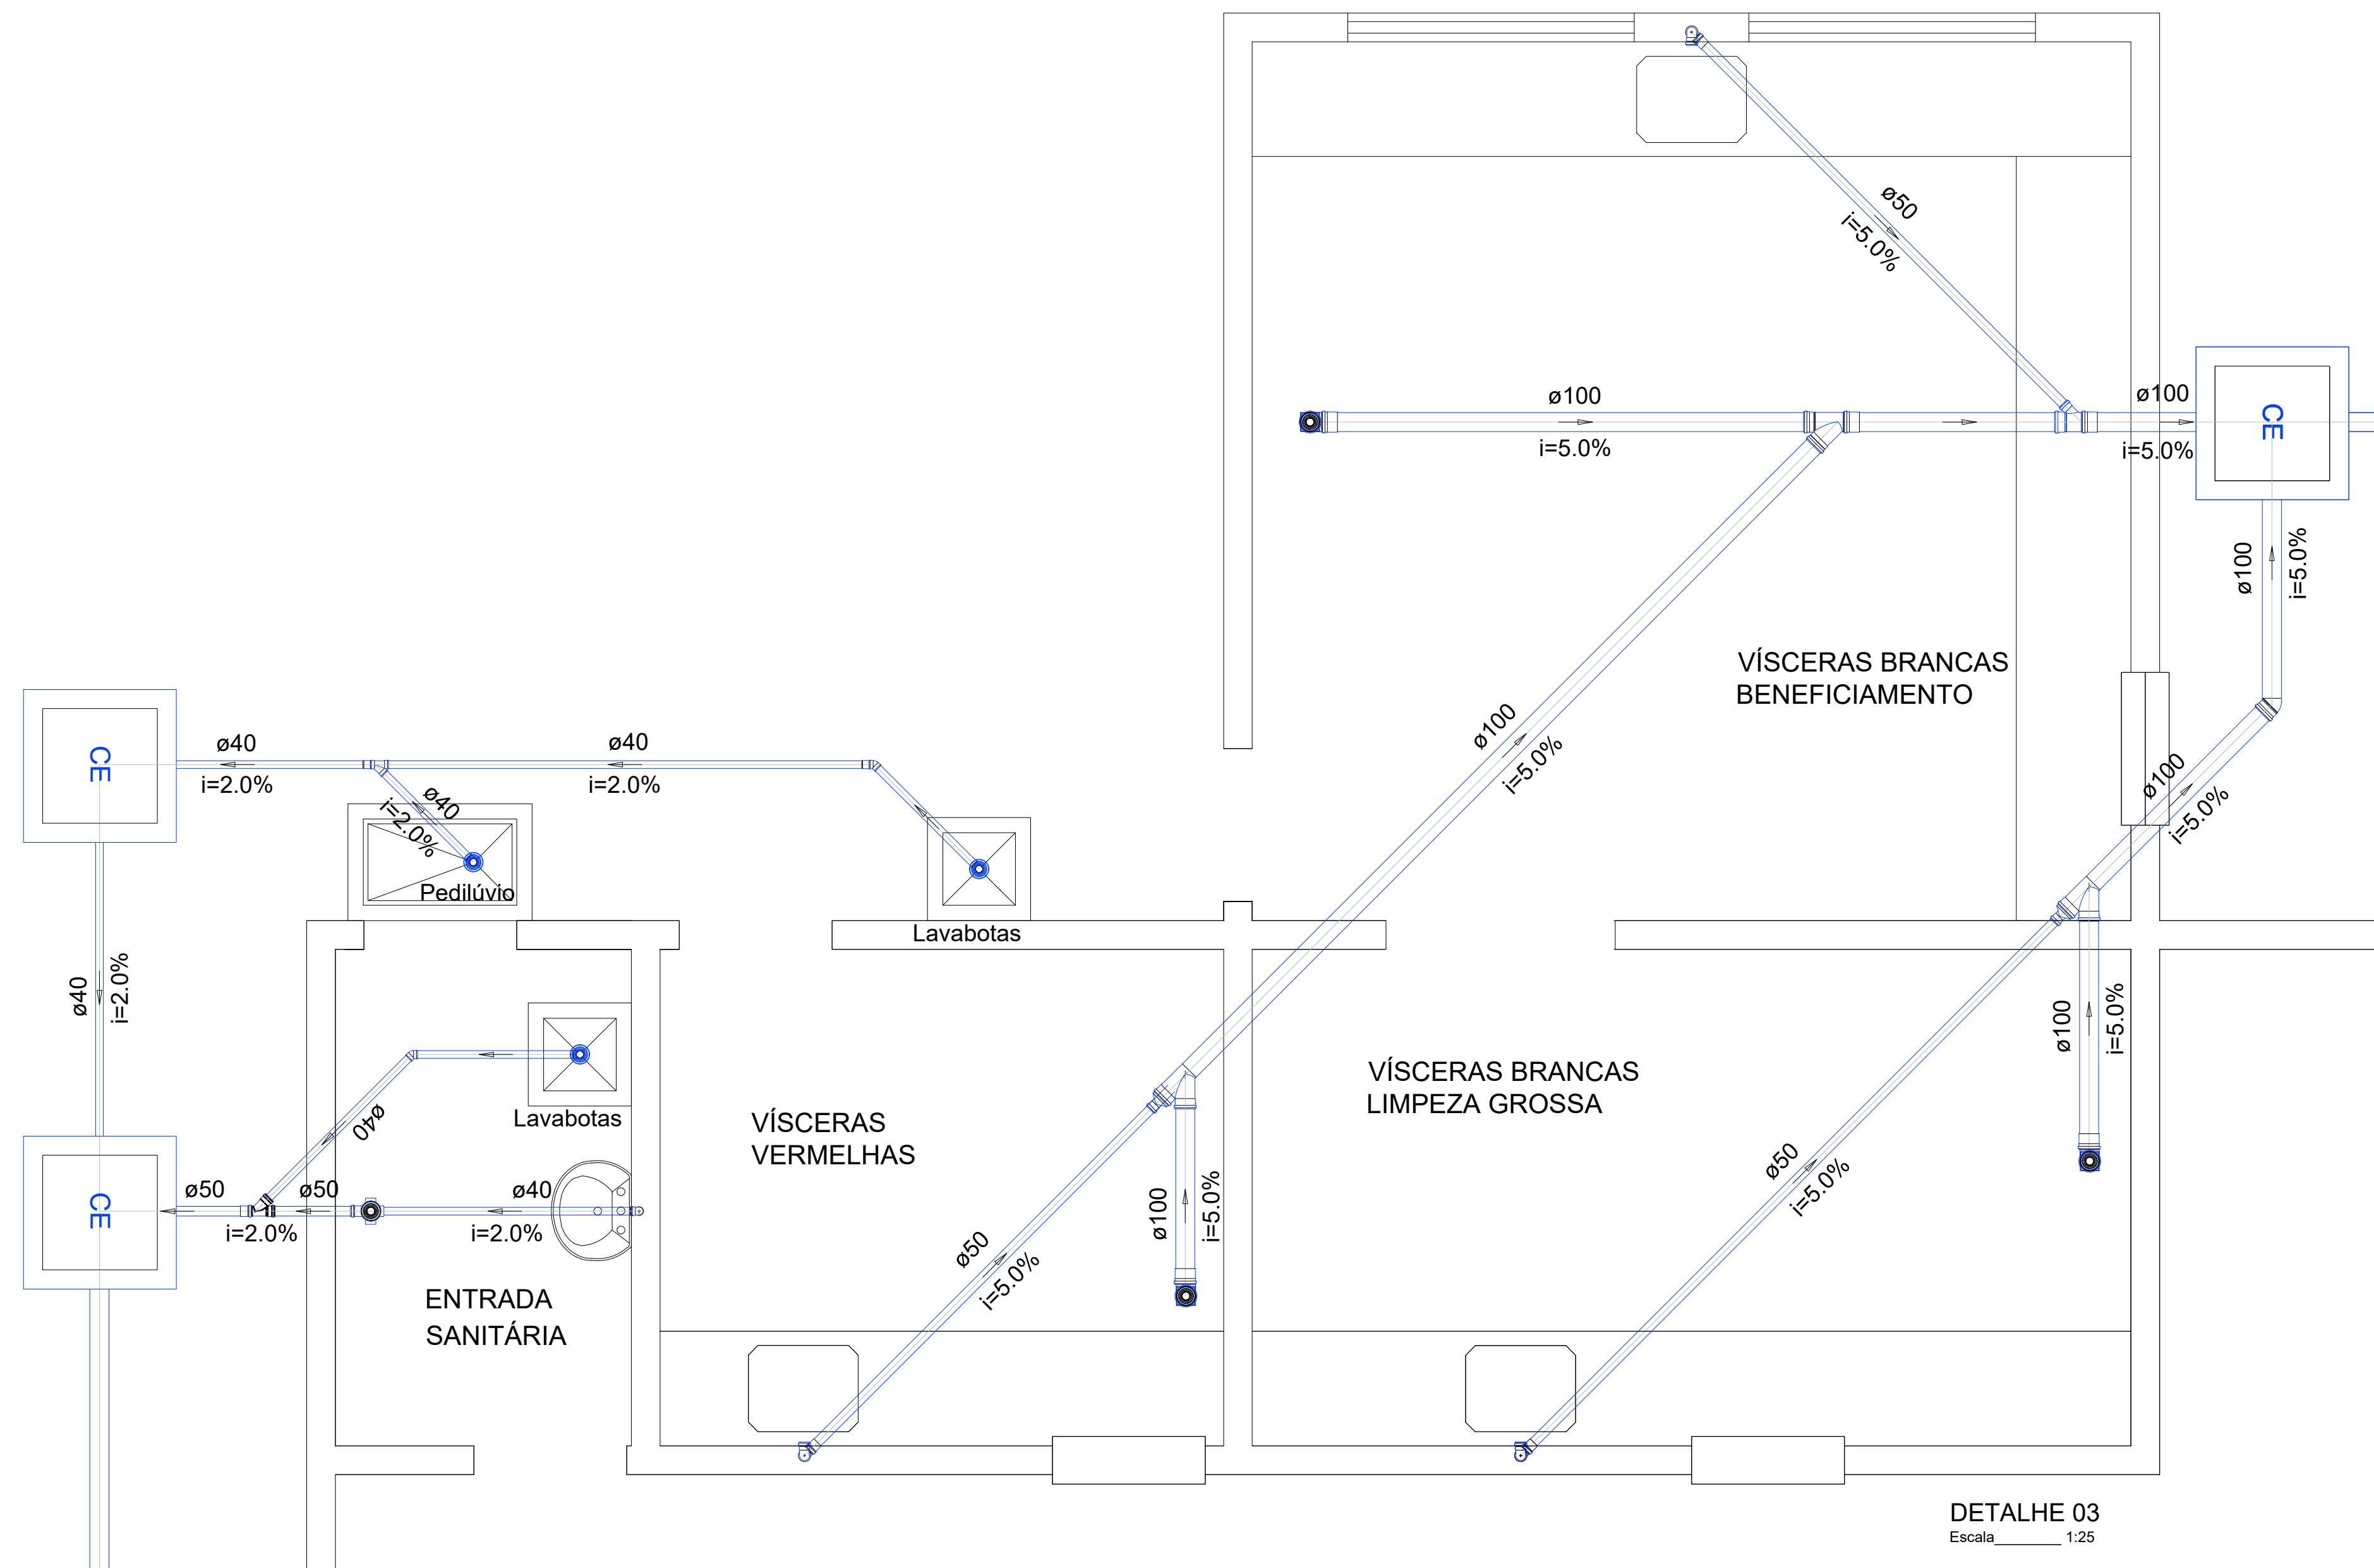 ø50
i=5.0%
ø100
i=5.0%
ø100
i=5.0%
CE
ø100
i=5.0%
VÍSCERAS BRANCAS
BENEFICIAMENTO
ø100
i=5.0%
ø100
i=5.0%
CE
ø40
i=2.0%
ø40
i=2.0%
ø40
i=2.0%
Pedilúvio
Lavabotas
ø40
i=2.0%
Lavabotas
ø40
CE
ø50
i=2.0%
ø50
ø40
i=2.0%
ENTRADA
SANITÁRIA
VÍSCERAS
VERMELHAS
ø50
i=5.0%
ø100
i=5.0%
VÍSCERAS BRANCAS
LIMPEZA GROSSA
ø50
i=5.0%
ø100
i=5.0%
DETALHE 03
Escala________ 1:25